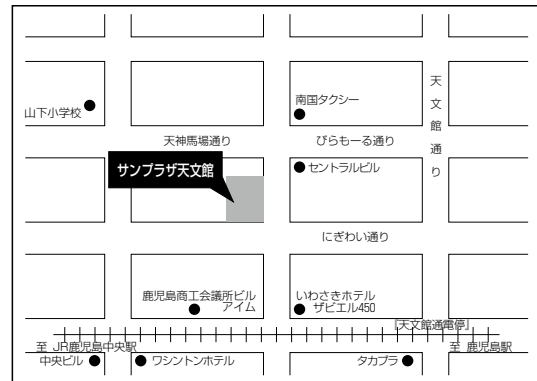 天文館通り
南国タクシー
山下小学校
天神馬場通り
ぴらもーる通り
サンプラザ天文館
セントラルビル
にぎわい通り
鹿児島商工会議所ビル
アイム
いわさきホテル
ザビエル450
[天文館通電停]
至 JR鹿児島中央駅
至 鹿児島駅
中央ビル
ワシントンホテル
タカプラ